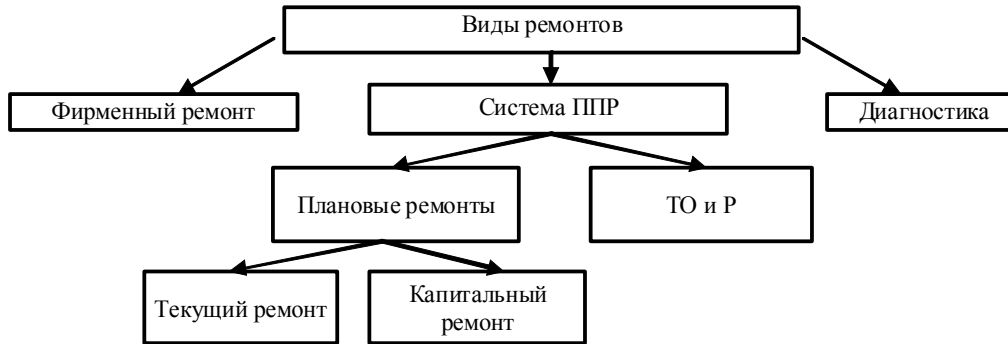 Виды ремонтов
Фирменный ремонт
Система ППР
Диагностика
Плановые ремонты
ТО и Р
Текущий ремонт
Капитальный
ремонт